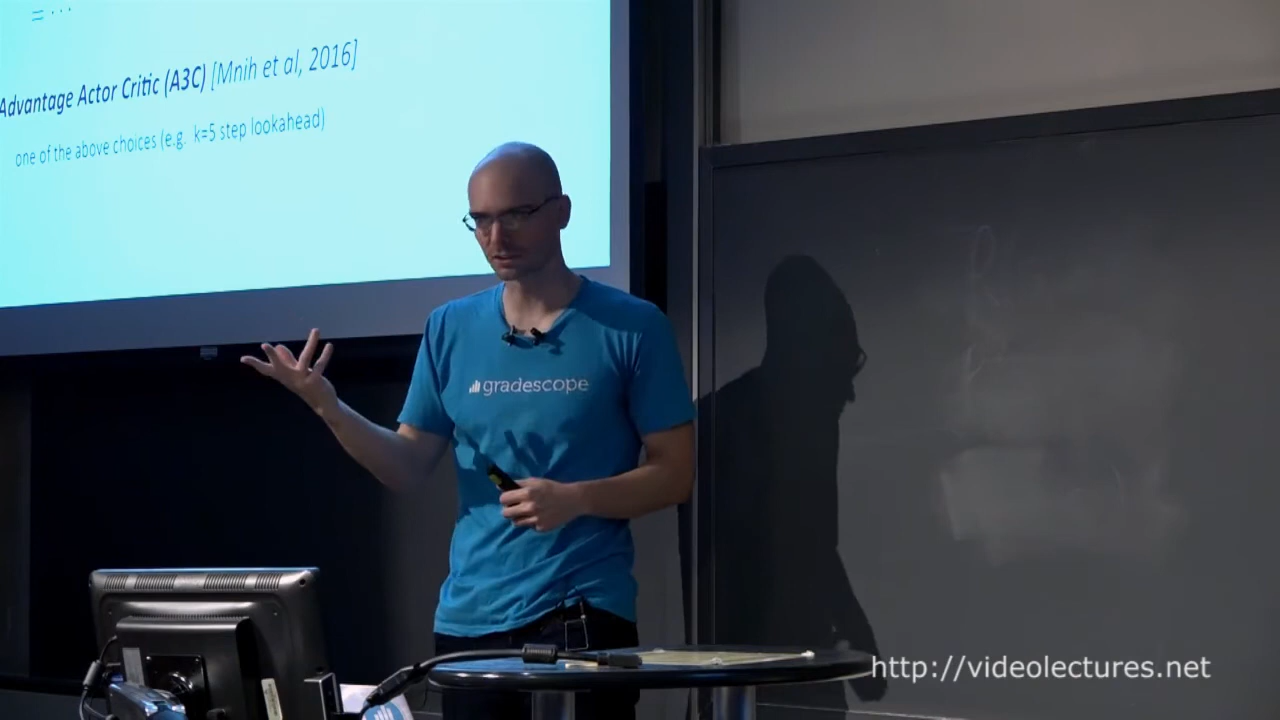 = ...
Advantage Actor Critic (A3C) [Mnih et al, 2016]
one of the above choices (e.g. k=5 step lookahead)
gradescope
http://videolectures.net